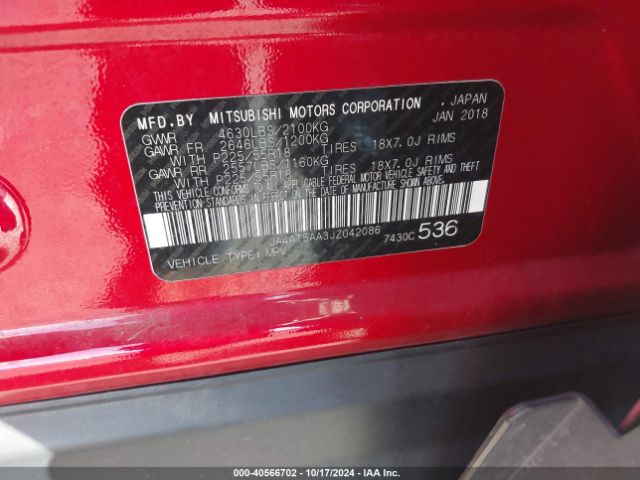 MFD.BY MITSUBISHI MOTORS CORPORATION , JAPAN
JAN 2018
GVWR 4630LBS/2100KG
GAWR FR 2646LBS/1200KG
WITH P225/55R18 TIRES 18X7.0J RIMS
GAWR RR 2557LBS/1160KG
WITH P225/55R18 TIRES 18X7.0J RIMS
THIS VEHICLE CONFORMS TO ALL APPLICABLE FEDERAL MOTOR VEHICLE SAFETY AND THEFT
PREVENTION STANDARDS IN EFFECT ON THE DATE OF MANUFACTURE SHOWN ABOVE.
JA4AT5AA3JZ042086 7430C 536
VEHICLE TYPE: MPV
000-40566702 - 10/17/2024 - IAA Inc.